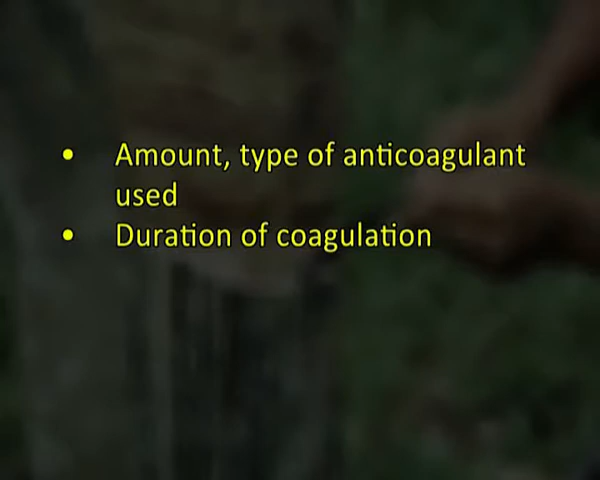 • Amount, type of anticoagulant
used
• Duration of coagulation